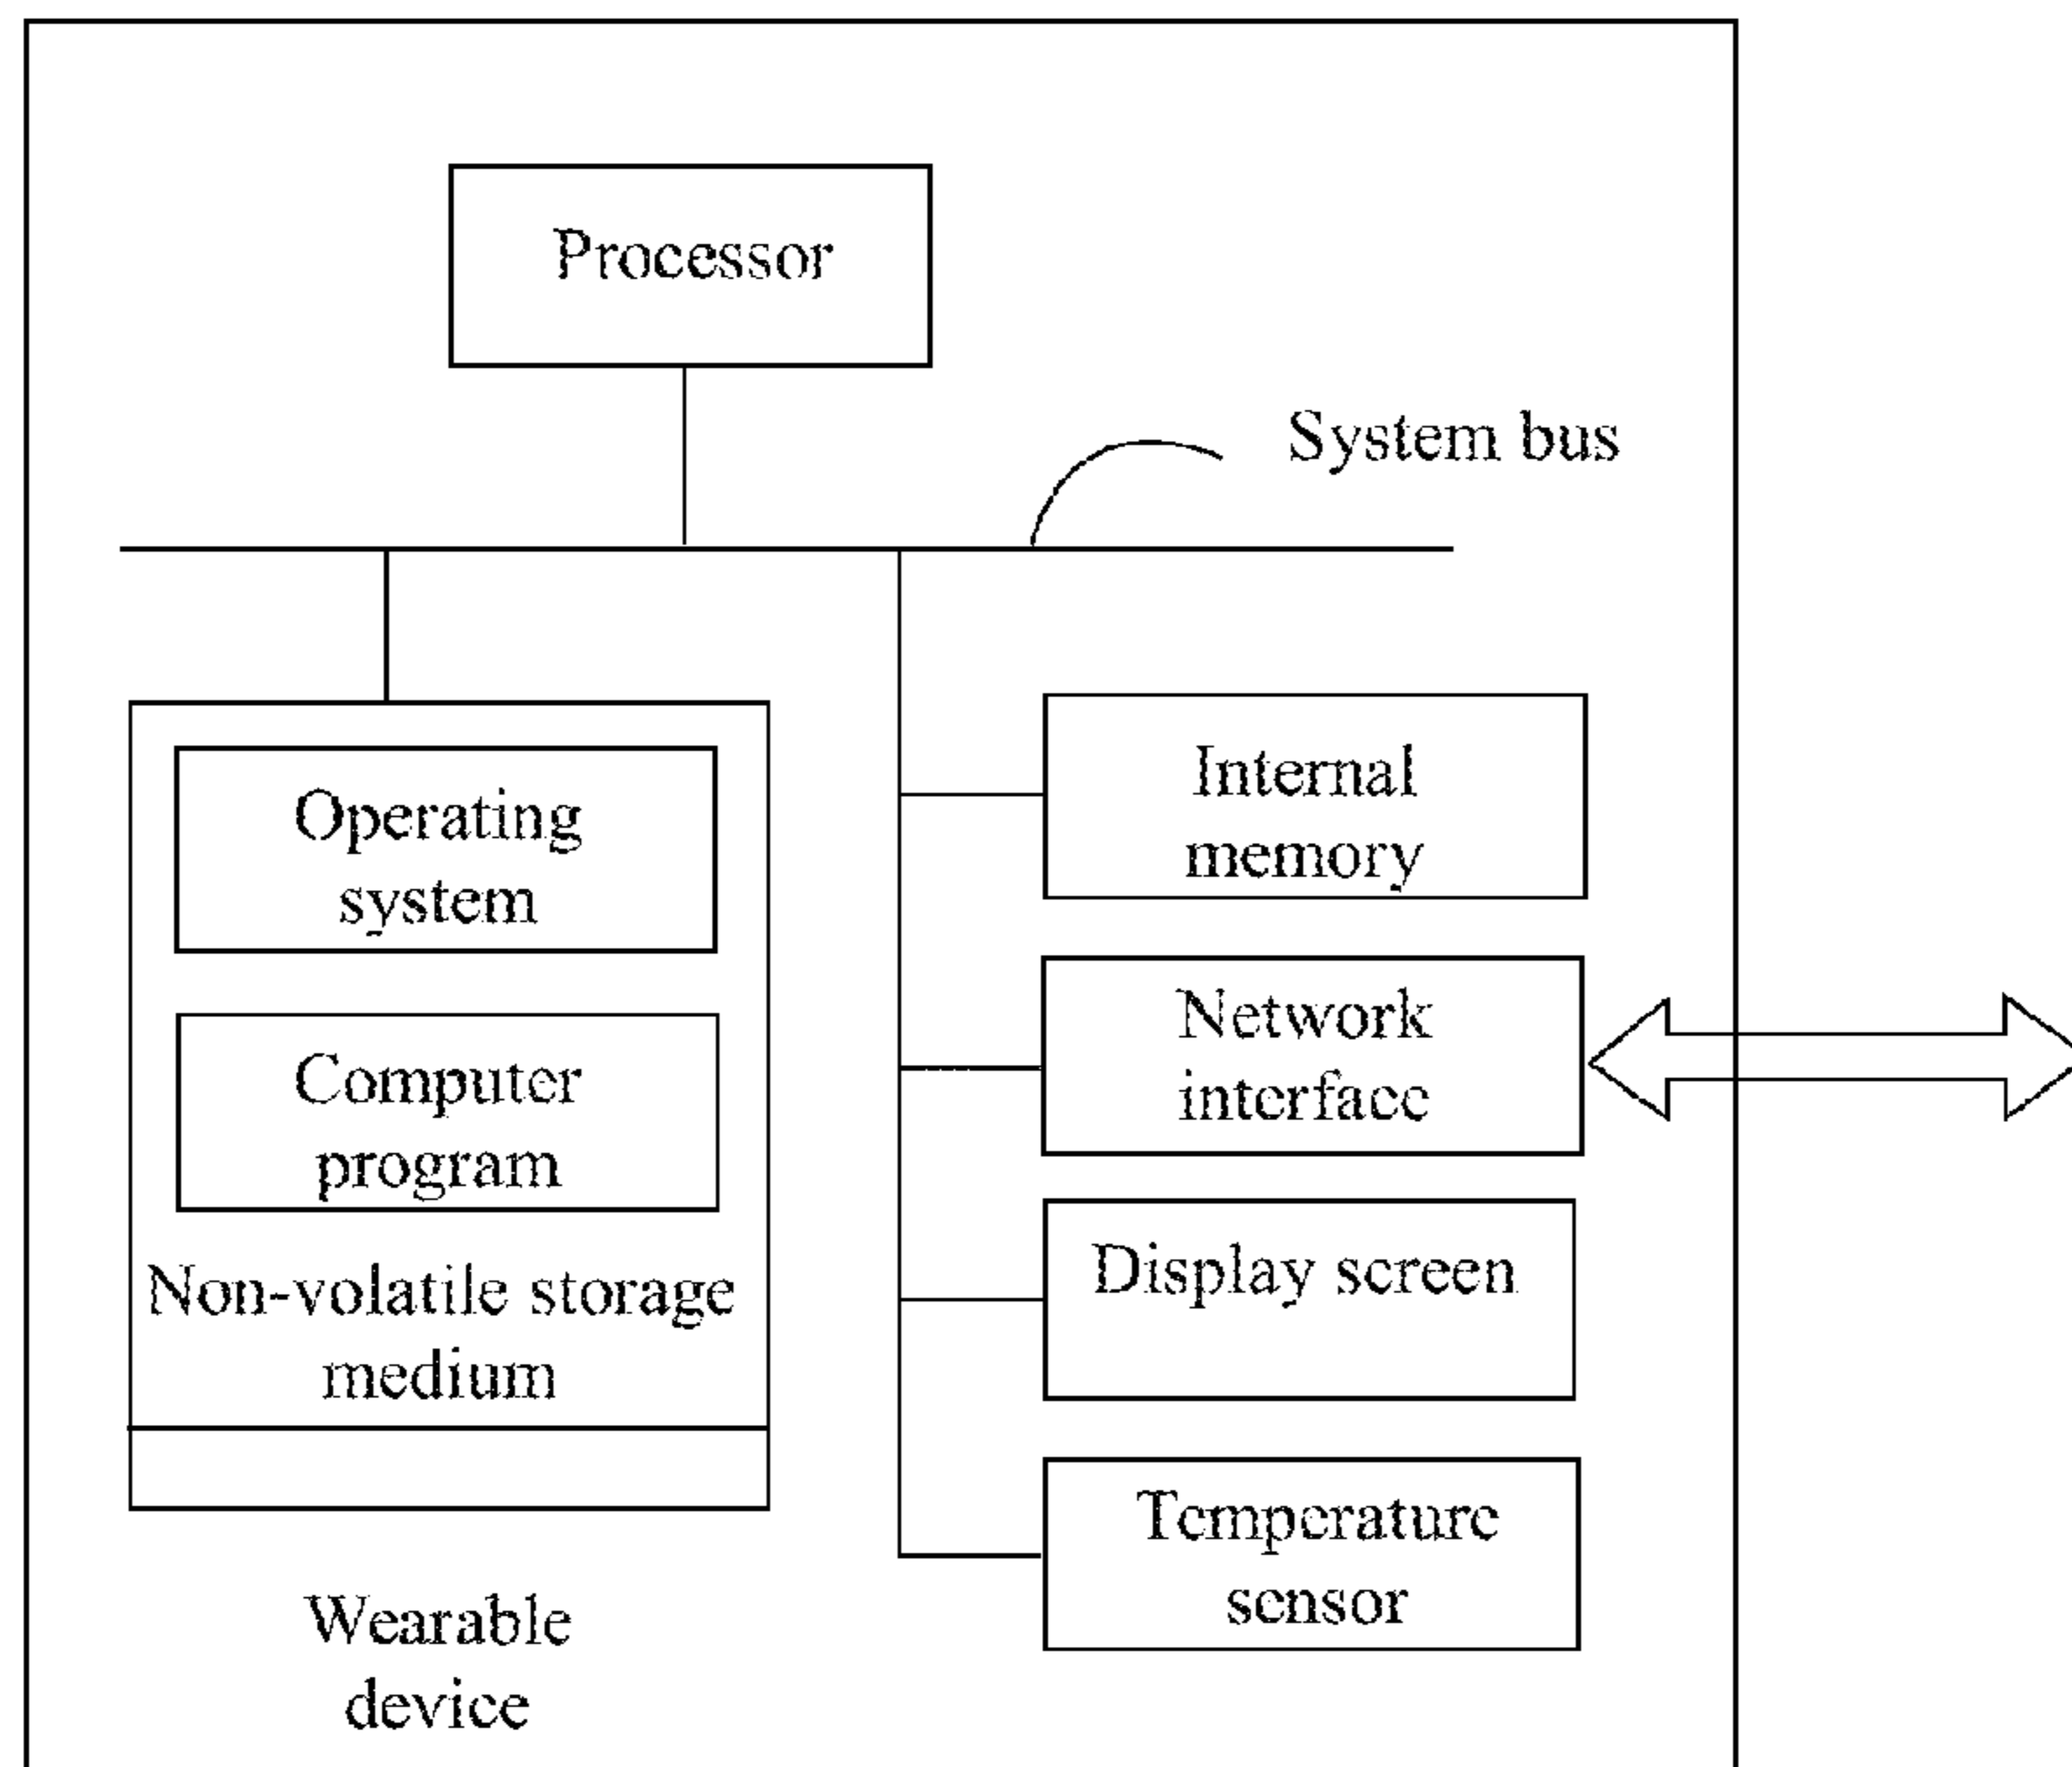 Processor
System bus
Operating
system
Computer
program
Non-volatile storage
medium
Internal
memory
Network
interface
Display screen
Temperature
sensor
Wearable
device